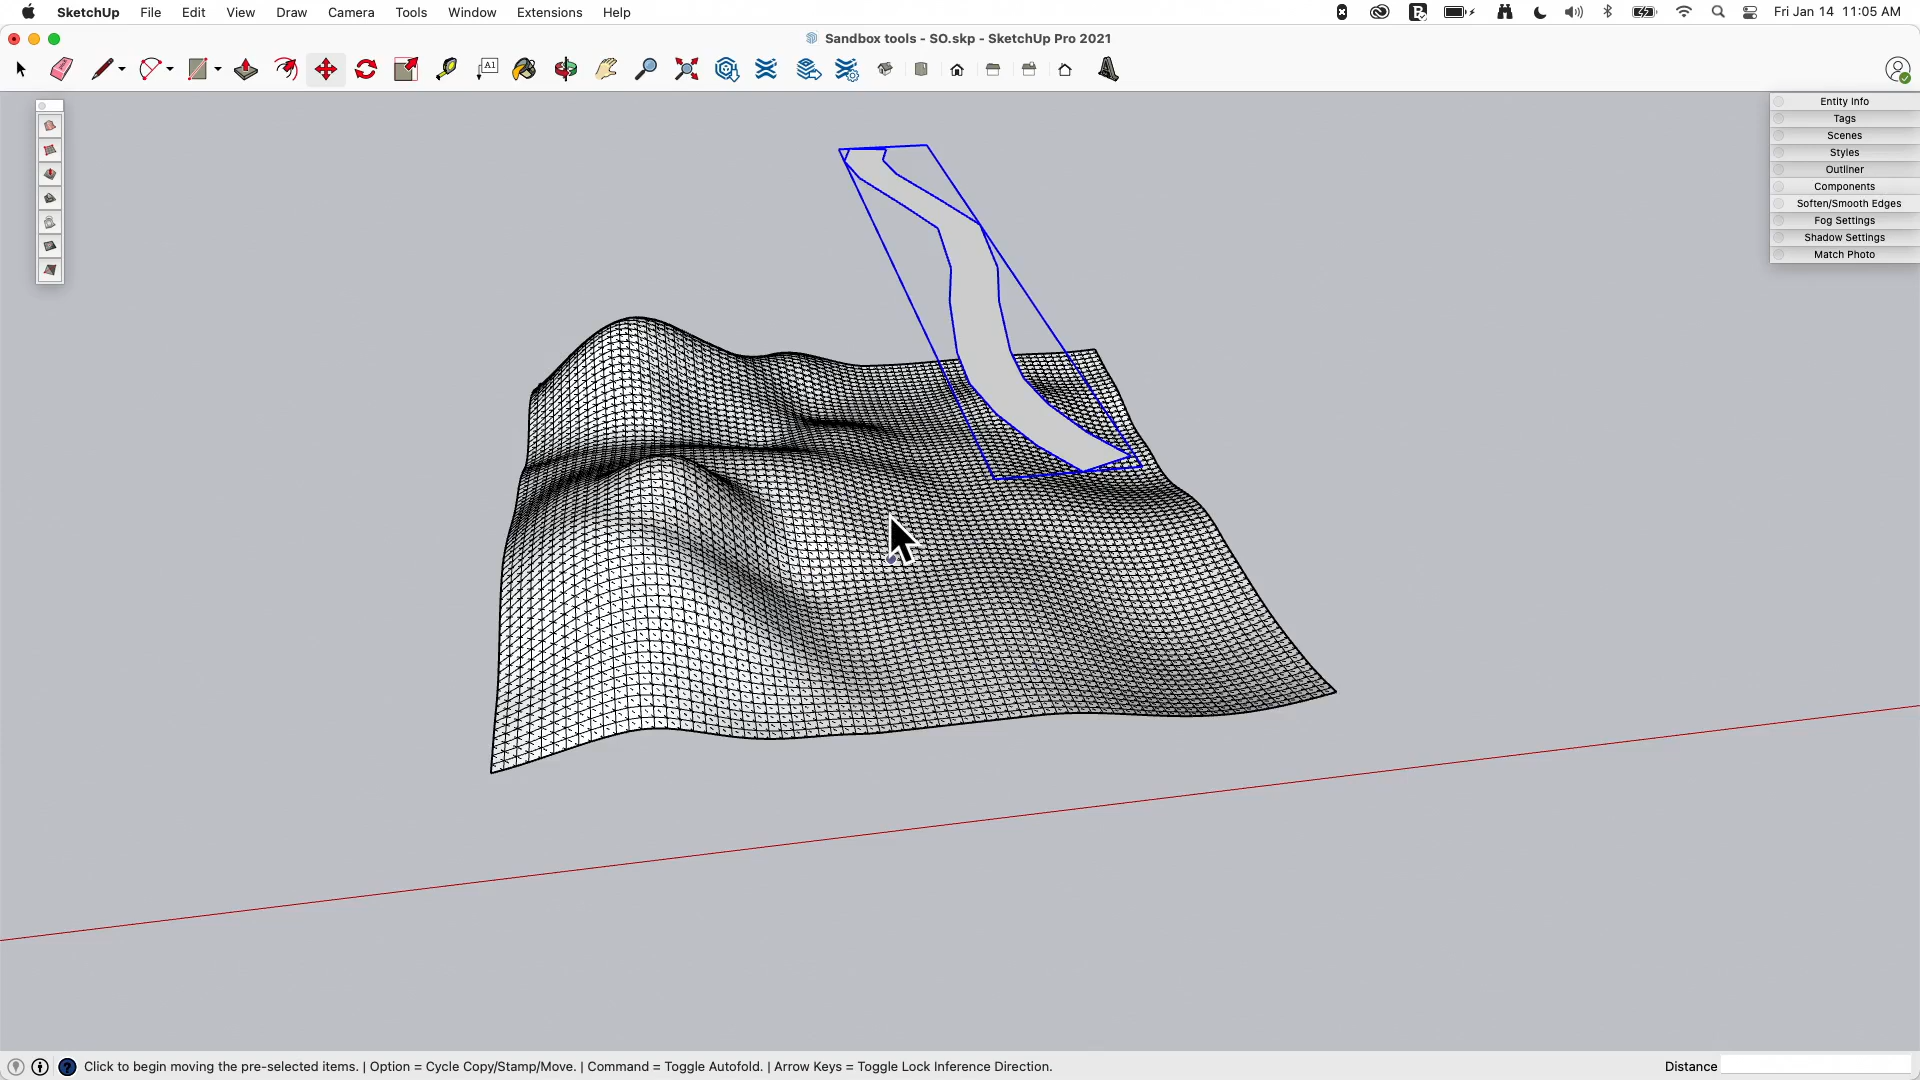 SketchUp File Edit View Draw Camera Tools Window Extensions Help Fri Jan 14 11:05 AM
Sandbox tools - SO.skp - SketchUp Pro 2021
A1
Entity Info
Tags
Scenes
Styles
Outliner
Components
Soften/Smooth Edges
Fog Settings
Shadow Settings
Match Photo
Click to begin moving the pre-selected items. | Option = Cycle Copy/Stamp/Move. | Command = Toggle Autofold. | Arrow Keys = Toggle Lock Inference Direction. Distance